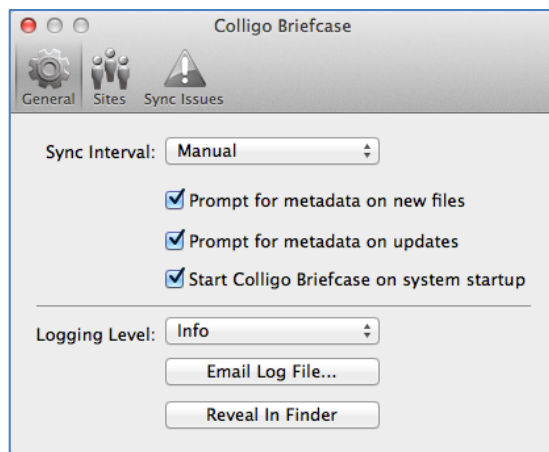 Colligo Briefcase
General Sites Sync Issues
Sync Interval: Manual
Prompt for metadata on new files
Prompt for metadata on updates
Start Colligo Briefcase on system startup
Logging Level: Info
Email Log File...
Reveal In Finder